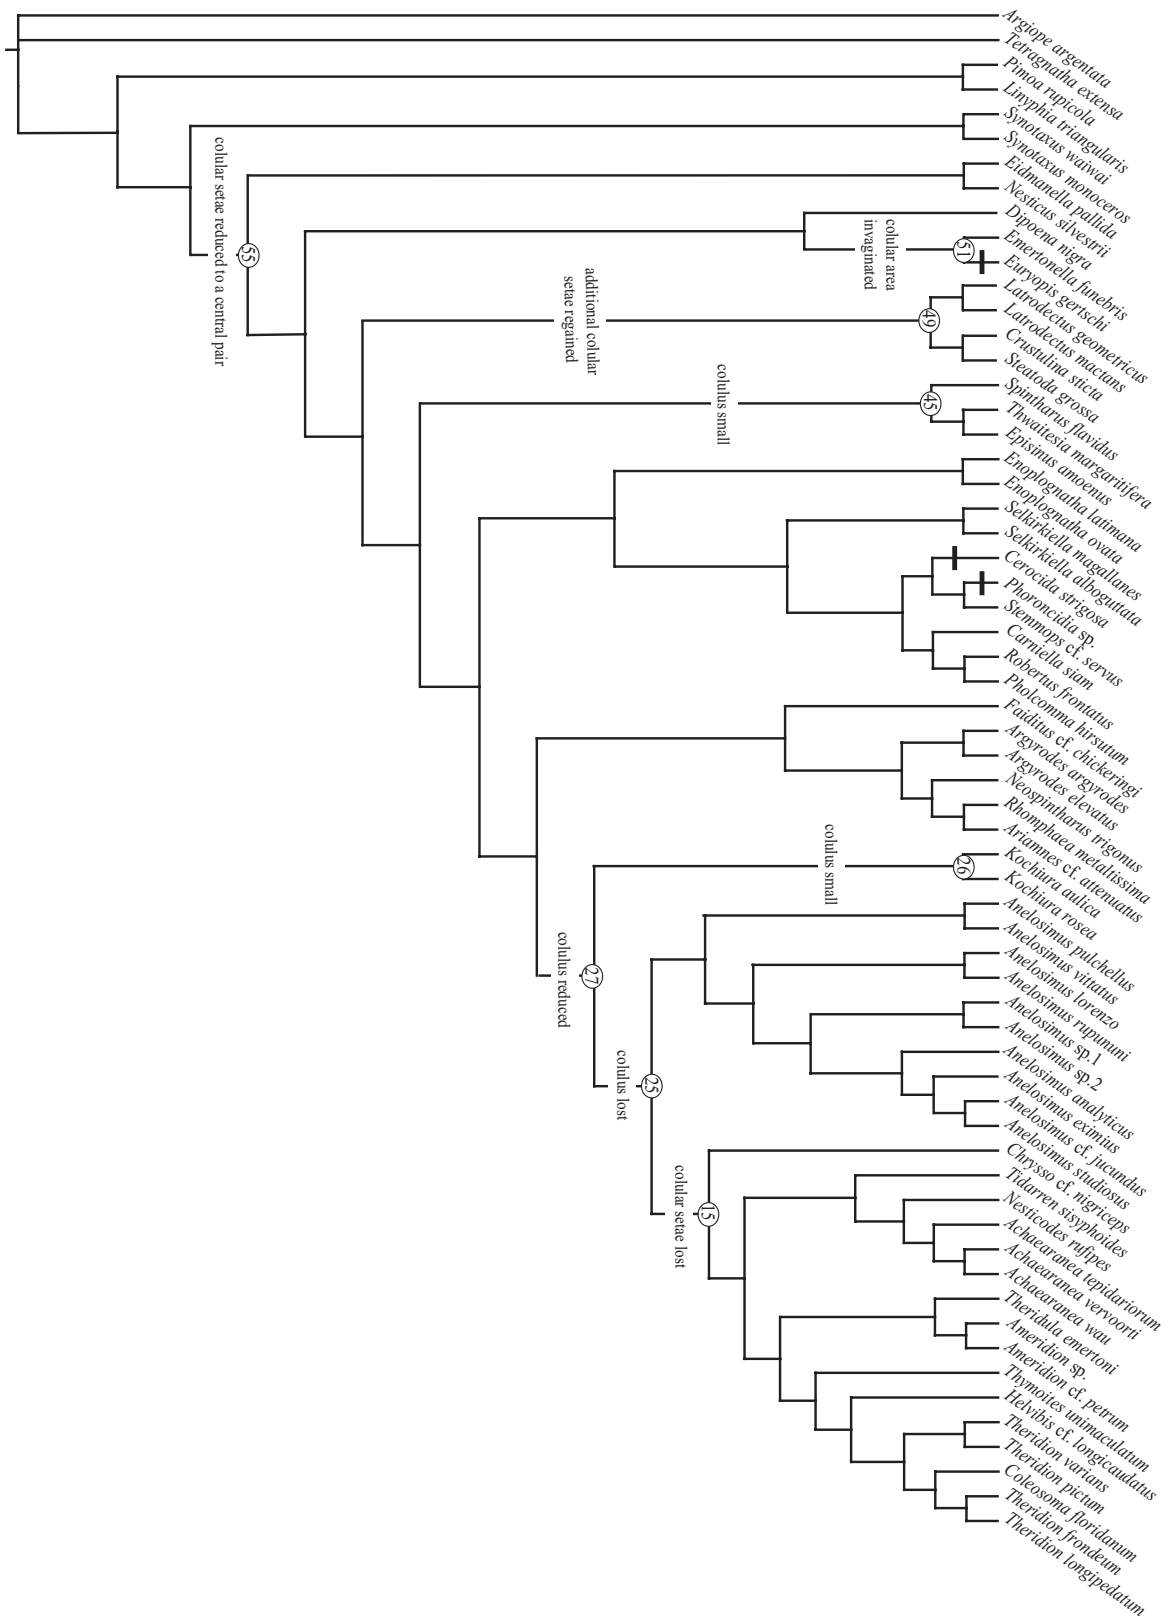 Argiope argentata
Tetragnatha extensa
Pimoa rupicola
Linyphia triangularis
Synotaxus waiwai
Synotaxus monoceros
Eidmanella pallida
Nesticus silvestrii
Dipoena nigra
Emertonella funebris
Euryopis gertschi
Latrodectus geometricus
Latrodectus mactans
Crustulina sticta
Steatoda grossa
Spintharus flavidus
Thwaitesia margaritifera
Episinus amoenus
Enoplognatha latimana
Enoplognatha ovata
Selkirkiella magallanes
Selkirkiella alboguttata
Cerocida strigosa
Phoroncidia sp.
Stemmops cf. servus
Carniella siam
Robertus frontatus
Pholcomma hirsutum
Faiditus cf. chickeringi
Argyrodes argyrodes
Argyrodes elevatus
Neospintharus trigonus
Rhomphaea metaltissima
Ariamnes cf. attenuatus
Kochiura aulica
Kochiura rosea
Anelosimus pulchellus
Anelosimus vittatus
Anelosimus lorenzo
Anelosimus rupununi
Anelosimus sp.1
Anelosimus sp.2
Anelosimus analyticus
Anelosimus eximius
Anelosimus cf. jucundus
Anelosimus studiosus
Chrysso cf. nigriceps
Tidarren sisyphoides
Nesticodes rufipes
Achaearanea tepidariorum
Achaearanea vervoorti
Achaearanea wau
Theridula emertoni
Ameridion sp.
Ameridion cf. petrum
Thymoites unimaculatum
Helvibis cf. longicaudatus
Theridion varians
Theridion pictum
Coleosoma floridanum
Theridion frondeum
Theridion longipedatum
51
colular area
invaginated
49
additional colular
setae regained
45
colulus small
55
colular setae reduced to a central pair
26
colulus small
27
colulus reduced
25
colulus lost
15
colular setae lost